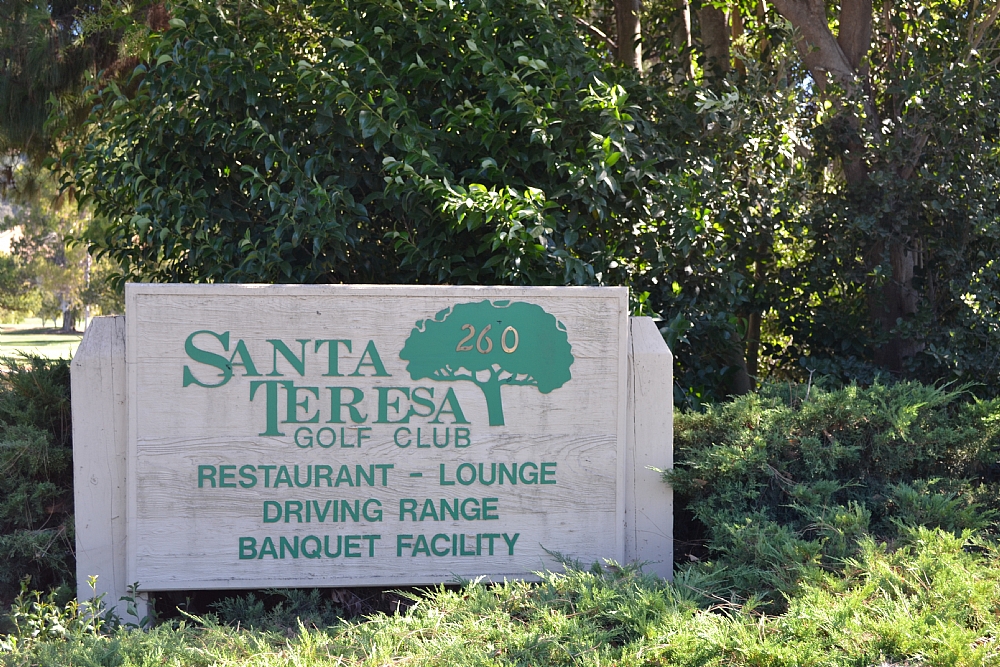 260
SANTA
TERESA
GOLF CLUB
RESTAURANT - LOUNGE
DRIVING RANGE
BANQUET FACILITY